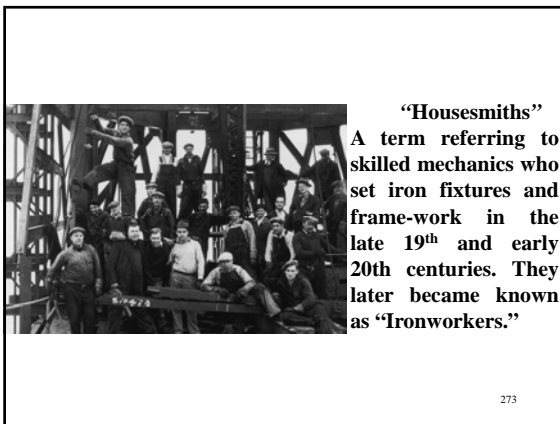 “Housesmiths”
A term referring to
skilled mechanics who
set iron fixtures and
frame-work in the
late 19th and early
20th centuries. They
later became known
as “Ironworkers.”
273